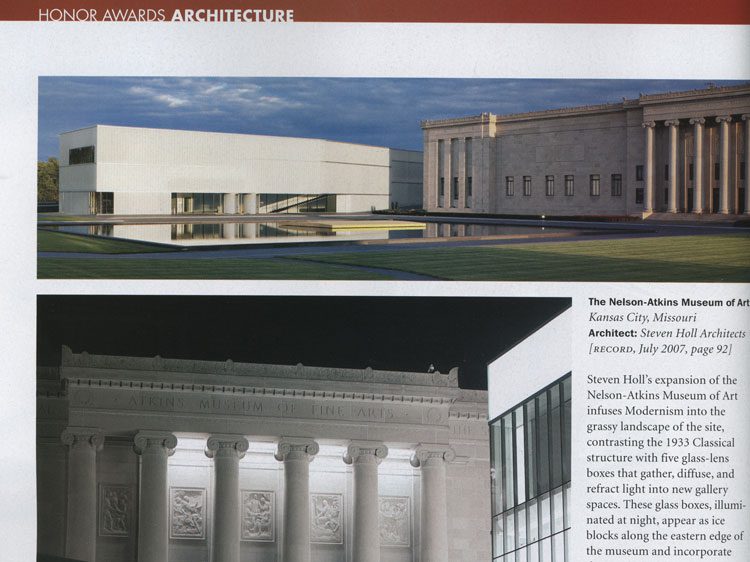 HONOR AWARDS ARCHITECTURE
ATKINS MUSEUM OF FINE ARTS
The Nelson-Atkins Museum of Art
Kansas City, Missouri
Architect: Steven Holl Architects
[RECORD, July 2007, page 92]
Steven Holl's expansion of the
Nelson-Atkins Museum of Art
infuses Modernism into the
grassy landscape of the site,
contrasting the 1933 Classical
structure with five glass-lens
boxes that gather, diffuse, and
refract light into new gallery
spaces. These glass boxes, illumi-
nated at night, appear as ice
blocks along the eastern edge of
the museum and incorporate